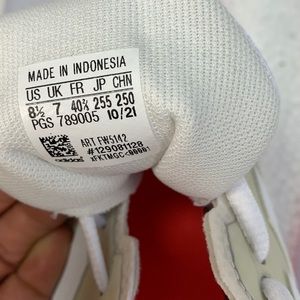 MADE IN INDONESIA
US UK FR JP CHN
8½ 7 40⅔ 255 250
PGS 789005 10/21
ART FW5142
#129081128
adidas